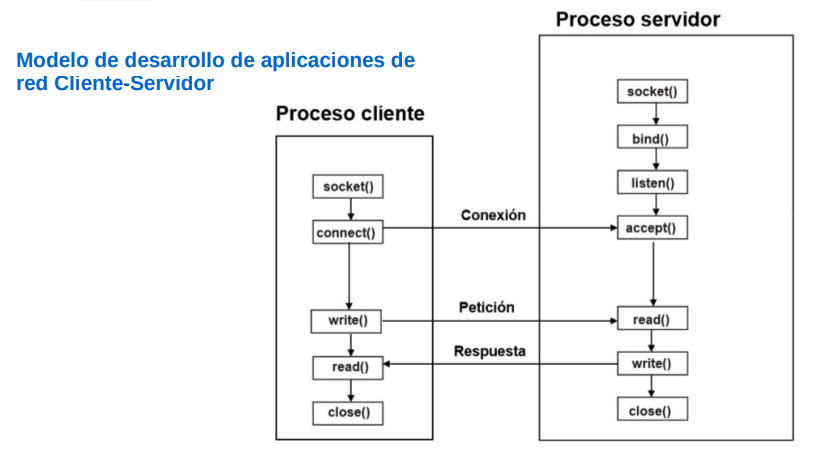 Modelo de desarrollo de aplicaciones de
red Cliente-Servidor
Proceso cliente
socket()
connect()
write()
read()
close()
Conexión
Petición
Respuesta
Proceso servidor
socket()
bind()
listen()
accept()
read()
write()
close()